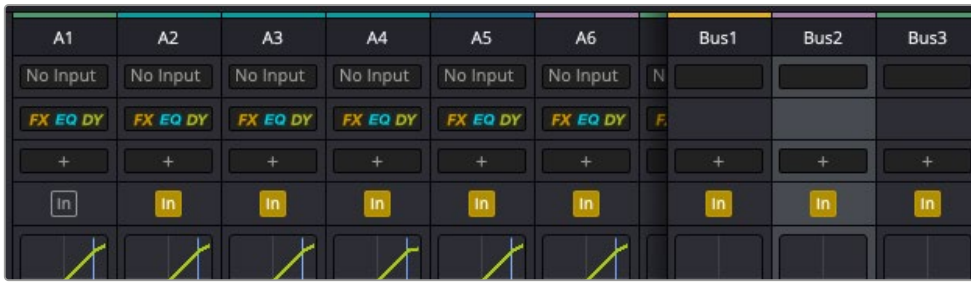 A1 A2 A3 A4 A5 A6 Bus1 Bus2 Bus3
No Input No Input No Input No Input No Input No Input N
FX EQ DY FX EQ DY FX EQ DY FX EQ DY FX EQ DY FX EQ DY F
+ + + + + + + + +
In In In In In In In In In